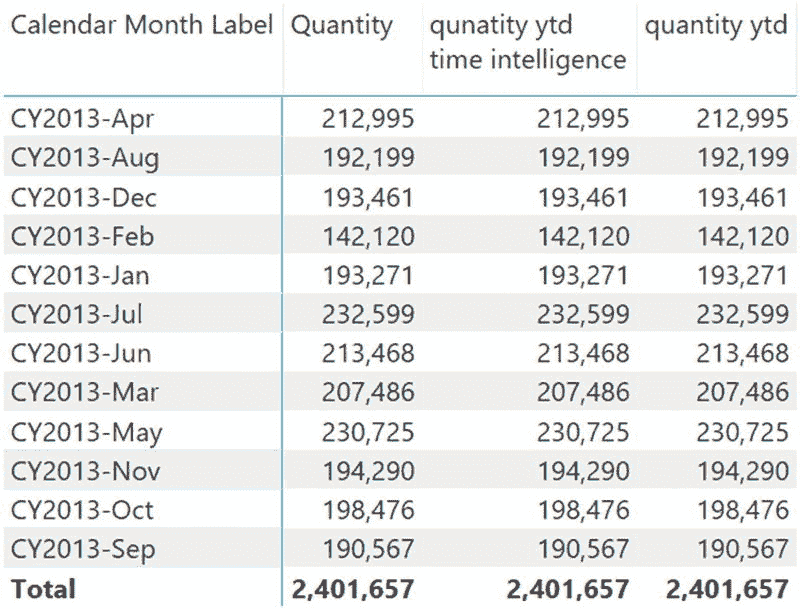 Calendar Month Label Quantity qunatity ytd quantity ytd
time intelligence
CY2013-Apr 212,995 212,995 212,995
CY2013-Aug 192,199 192,199 192,199
CY2013-Dec 193,461 193,461 193,461
CY2013-Feb 142,120 142,120 142,120
CY2013-Jan 193,271 193,271 193,271
CY2013-Jul 232,599 232,599 232,599
CY2013-Jun 213,468 213,468 213,468
CY2013-Mar 207,486 207,486 207,486
CY2013-May 230,725 230,725 230,725
CY2013-Nov 194,290 194,290 194,290
CY2013-Oct 198,476 198,476 198,476
CY2013-Sep 190,567 190,567 190,567
Total 2,401,657 2,401,657 2,401,657